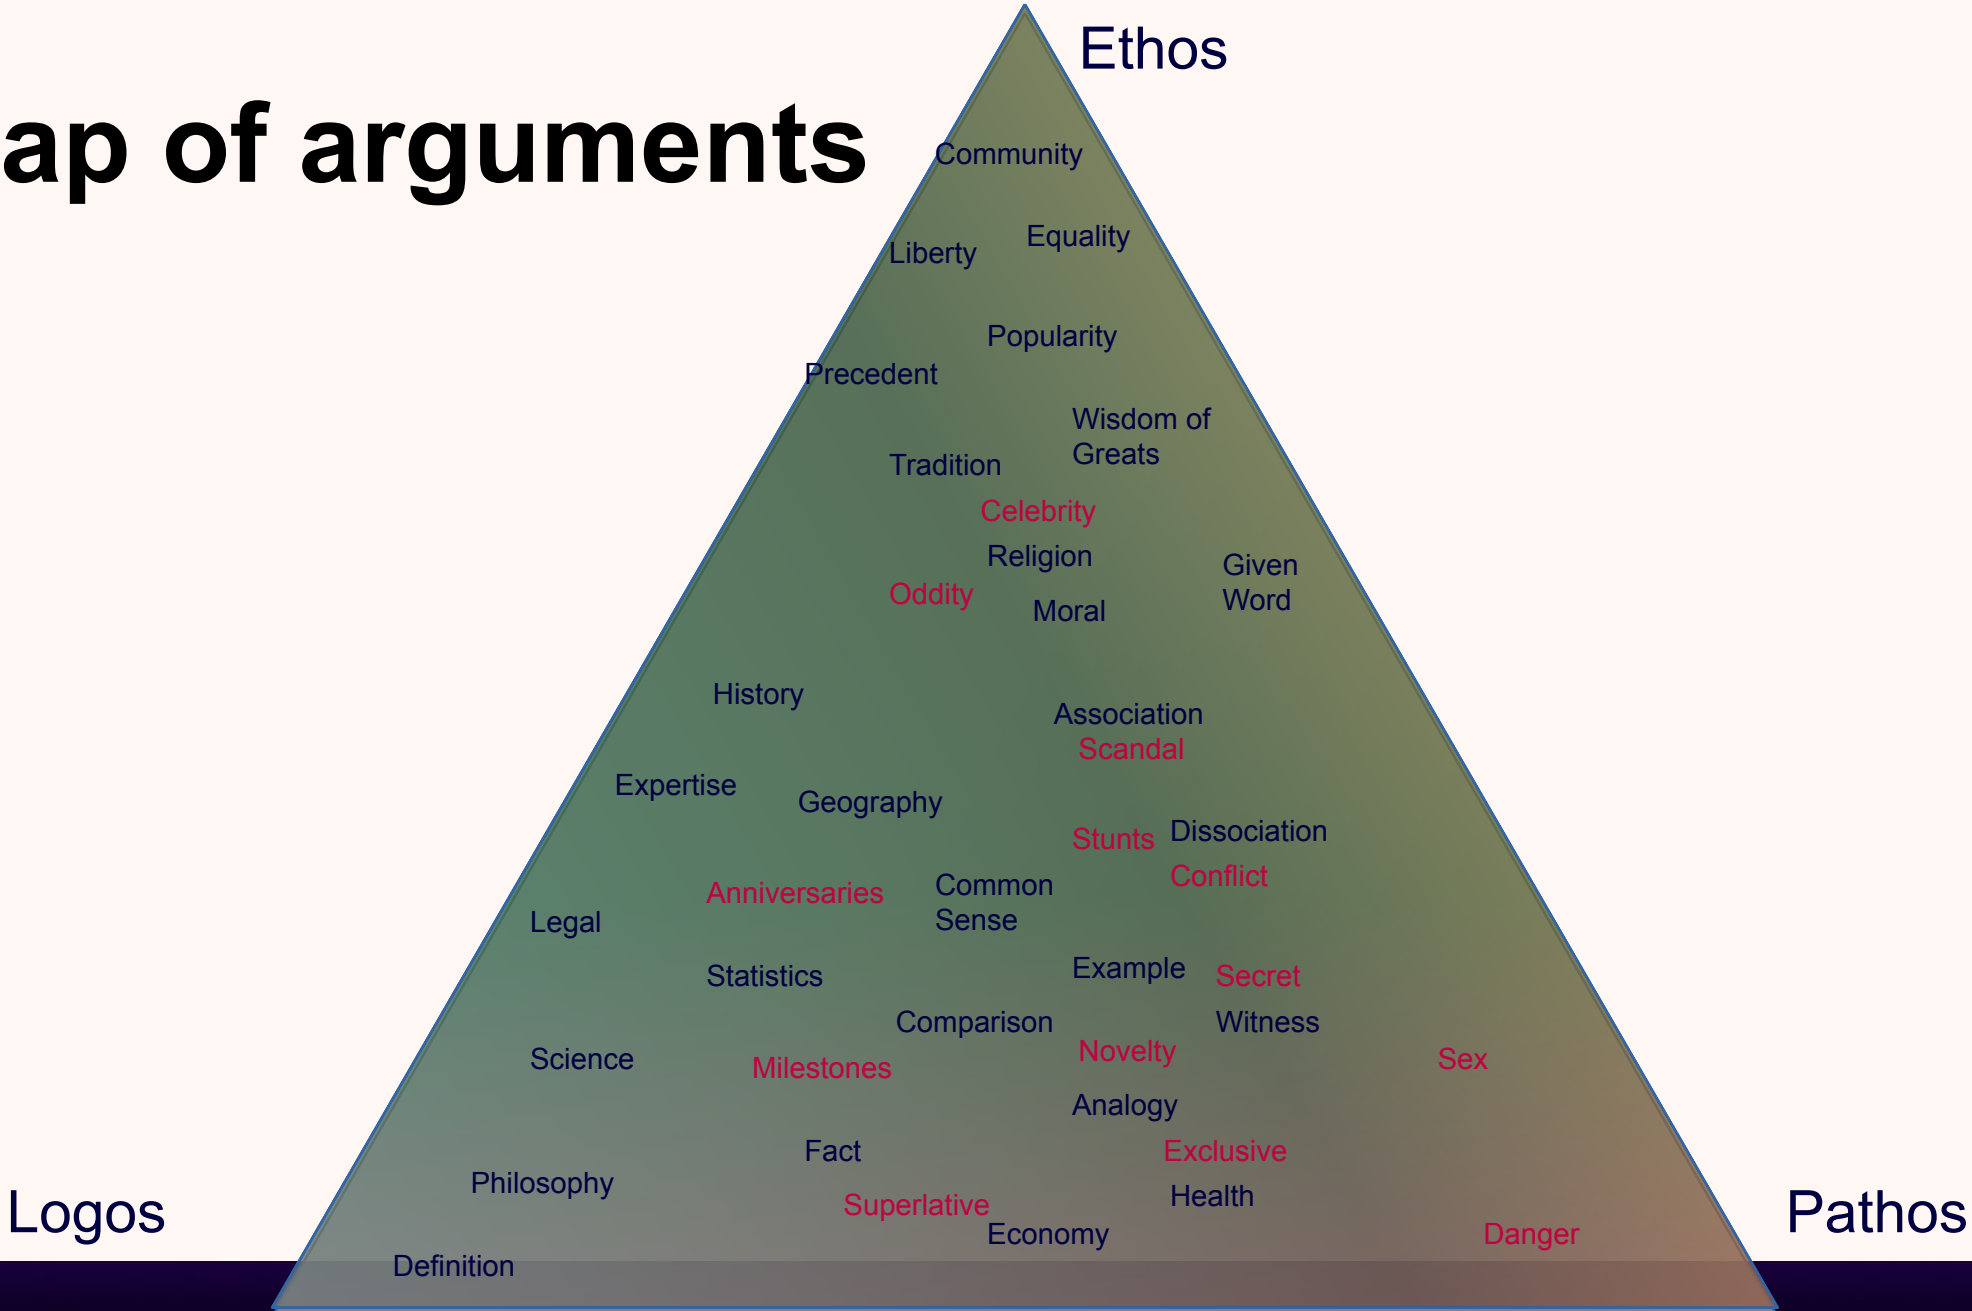 Ethos
ap of arguments
Community
Equality
Liberty
Popularity
Precedent
Wisdom of
Greats
Tradition
Celebrity
Religion
Given
Word
Oddity
Moral
History
Association
Scandal
Expertise
Geography
Dissociation
Stunts
Conflict
Common
Sense
Anniversaries
Legal
Example
Secret
Statistics
Comparison
Witness
Novelty
Science
Sex
Milestones
Analogy
Fact
Exclusive
Philosophy
Health
Superlative
Logos
Pathos
Economy
Danger
Definition